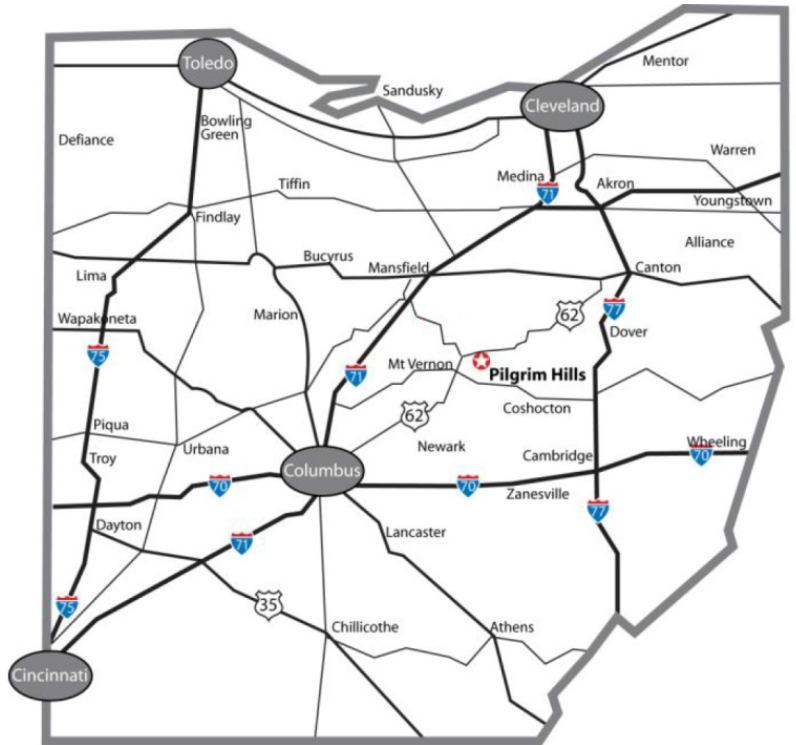 Toledo
Mentor
Sandusky
Cleveland
Bowling
Green
Defiance
Warren
Medina
71
Tiffin
Akron
Youngstown
Findlay
Alliance
Bucyrus
Mansfield
Canton
Lima
77
62
Wapakoneta
Marion
Dover
75
Mt Vernon
71
Pilgrim Hills
Coshocton
62
Piqua
Newark
Wheeling
Urbana
Troy
Cambridge
70
Columbus
70
70
Zanesville
77
Dayton
Lancaster
71
75
35
Chillicothe
Athens
Cincinnati